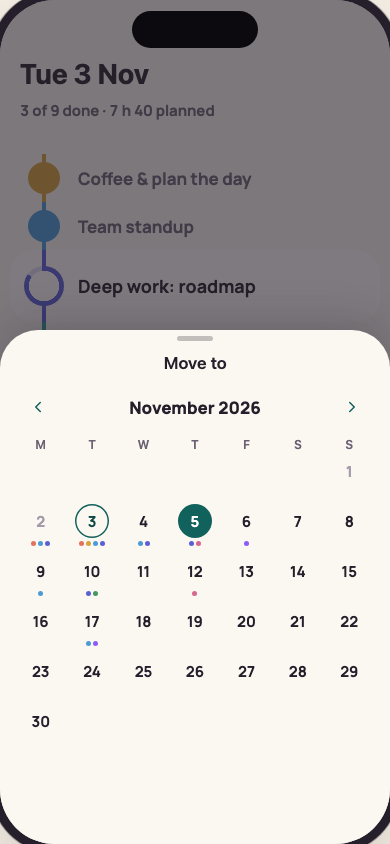 Tue 3 Nov
3 of 9 done · 7 h 40 planned
Coffee & plan the day
Team standup
Deep work: roadmap
Move to
November 2026
M T W T F S S
1
2 3 4 5 6 7 8
9 10 11 12 13 14 15
16 17 18 19 20 21 22
23 24 25 26 27 28 29
30